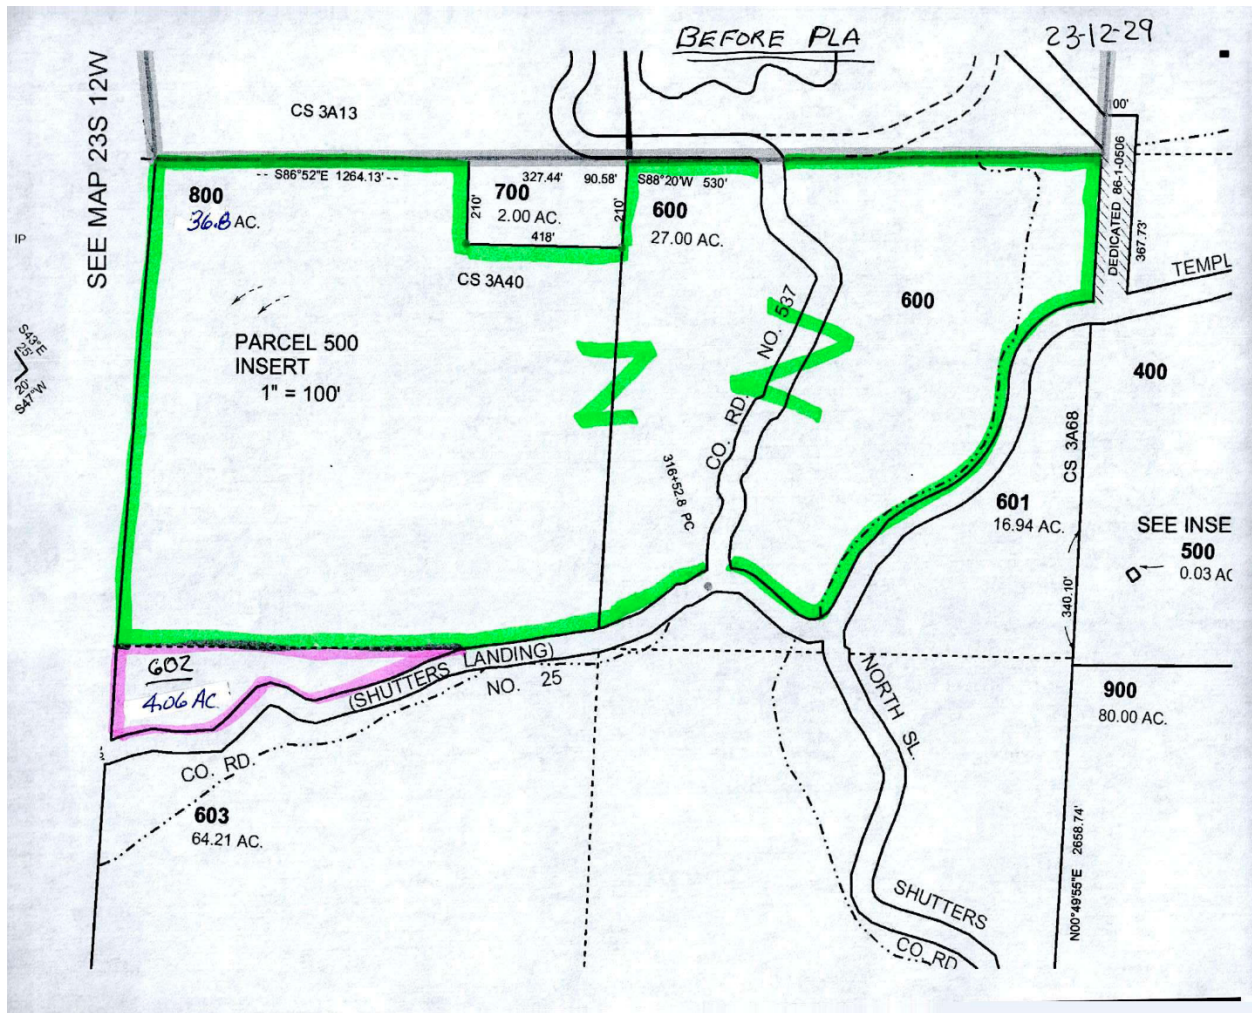 BEFORE PLA
23-12-29
SEE MAP 23S 12W
CS 3A13
100'
DEDICATED 86-1-0506
367.73'
S86°52"E 1264.13'
327.44' 90.58'
S88°20'W 530'
800
36.8 AC.
700
2.00 AC.
210'
210'
418'
600
27.00 AC.
IP
CS 3A40
TEMPL
600
NO. 537
CO. RD.
S43°E
25'
20'
S47°W
PARCEL 500
INSERT
1" = 100'
Z
Z
400
CS 3A68
316+52.8 PC
601
16.94 AC.
SEE INSE
500
0.03 AC
340.10'
602
4.06 AC.
(SHUTTERS LANDING)
NO. 25
CO. RD.
NORTH SL.
900
80.00 AC.
603
64.21 AC.
N00°49'55"E 2658.74'
SHUTTERS
CO. RD